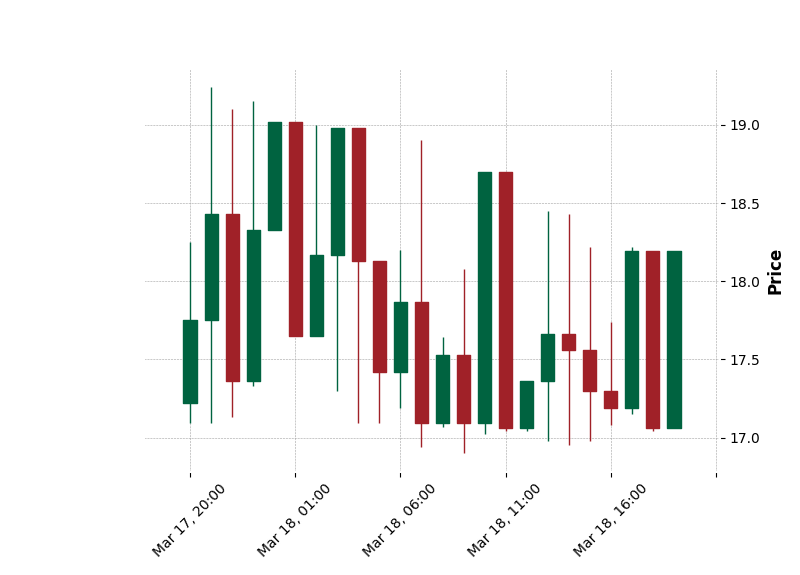 19.0
18.5
18.0
17.5
17.0
Price
Mar 17, 20:00
Mar 18, 01:00
Mar 18, 06:00
Mar 18, 11:00
Mar 18, 16:00